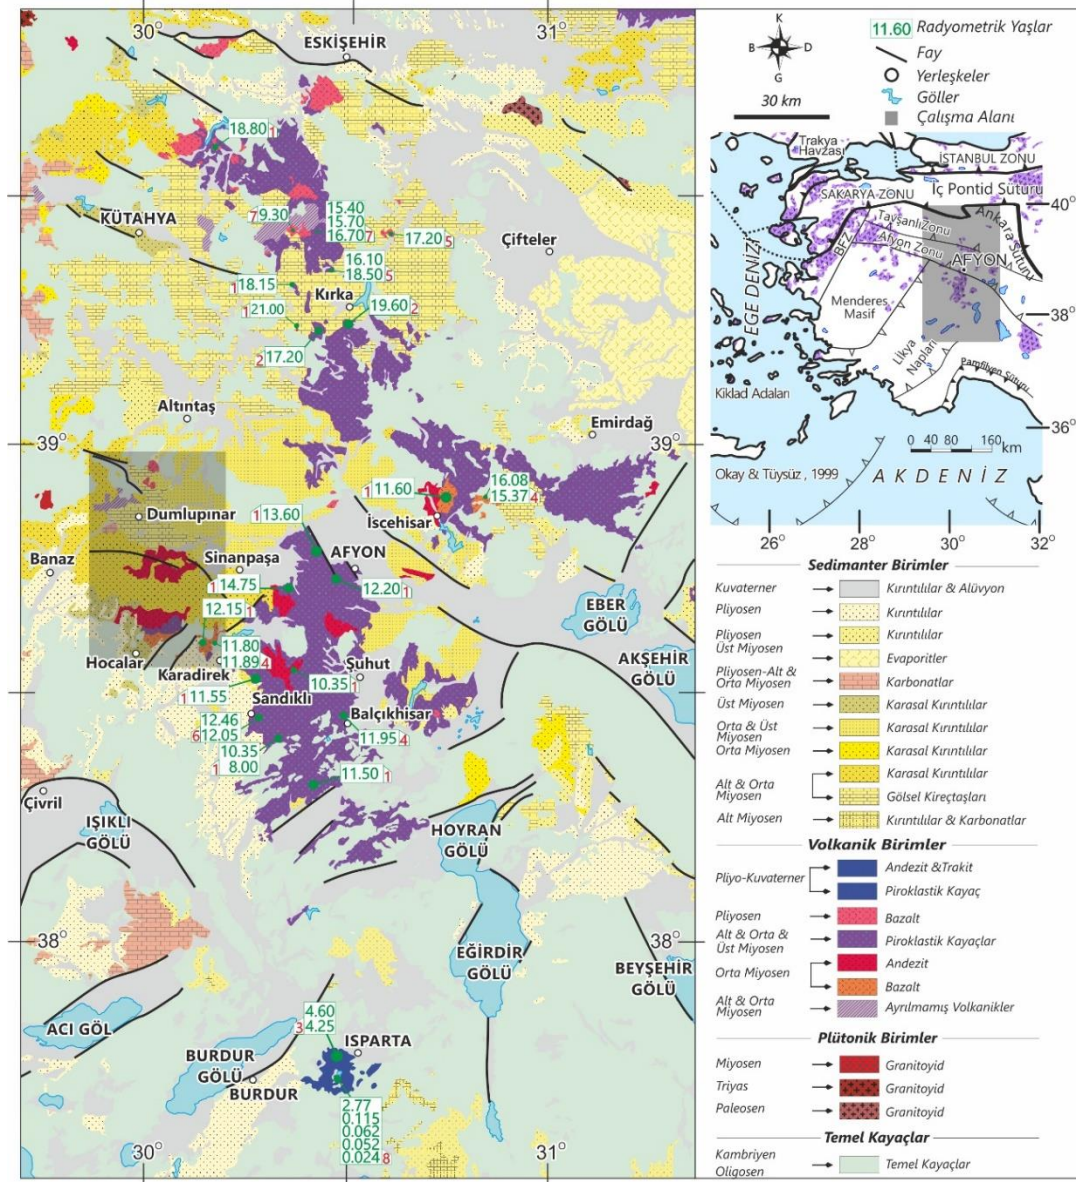 30°
31°
ESKİŞEHİR
18.80 1
KÜTAHYA
7 9.30
15.40
15.70
16.70 7
17.20 5
Çifteler
16.10
18.50 5
1 18.15
Kırka
1 21.00
19.60 2
2 17.20
Altıntaş
Emirdağ
39°
39°
16.08
15.37 4
1 11.60
İscehisar
Dumlupınar
1 13.60
Banaz
Sinanpaşa
AFYON
1 14.75
12.20 1
EBER
GÖLÜ
12.15 1
11.80
11.89 4
Hocalar
Karadirek
Şuhut
AKŞEHİR
GÖLÜ
1 11.55
10.35 1
Sandıklı
12.46
6 12.05
Balçıkhisar
11.95 4
10.35
1 8.00
11.50 1
Çivril
IŞIKLI
GÖLÜ
HOYRAN
GÖLÜ
38°
38°
EĞİRDİR
GÖLÜ
BEYŞEHİR
GÖLÜ
ACI GÖL
4.60
3 4.25
ISPARTA
BURDUR
GÖLÜ
BURDUR
2.77
0.115
0.062
0.052
0.024 8
30°
31°
K
B D
G
30 km
11.60 Radyometrik Yaşlar
Fay
Yerleşkeler
Göller
Çalışma Alanı
Trakya
Havzası
İSTANBUL ZONU
İç Pontid Süturu
SAKARYA ZONU
40°
Tavşanlı Zonu
Ankara Süturu
Afyon Zonu
BFZ
AFYON
EGE DENİZİ
Menderes
Masif
38°
Likya
Napları
Pamfilyen Süturu
Kiklad Adaları
36°
0 40 80 160 km
Okay & Tüysüz, 1999
AKDENİZ
26° 28° 30° 32°
Sedimanter Birimler
Kuvaterner Kırıntılılar & Alüvyon
Pliyosen Kırıntılılar
Pliyosen
Üst Miyosen Kırıntılılar
Evaporitler
Pliyosen-Alt &
Orta Miyosen Karbonatlar
Üst Miyosen Karasal Kırıntılılar
Orta & Üst
Miyosen Karasal Kırıntılılar
Orta Miyosen Karasal Kırıntılılar
Alt & Orta
Miyosen Karasal Kırıntılılar
Gölsel Kireçtaşları
Alt Miyosen Kırıntılılar & Karbonatlar
Volkanik Birimler
Pliyo-Kuvaterner Andezit &Trakit
Piroklastik Kayaç
Pliyosen Bazalt
Alt & Orta &
Üst Miyosen Piroklastik Kayaçlar
Orta Miyosen Andezit
Bazalt
Alt & Orta
Miyosen Ayrılmamış Volkanikler
Plütonik Birimler
Miyosen Granitoyid
Triyas Granitoyid
Paleosen Granitoyid
Temel Kayaçlar
Kambriyen
Oligosen Temel Kayaçlar